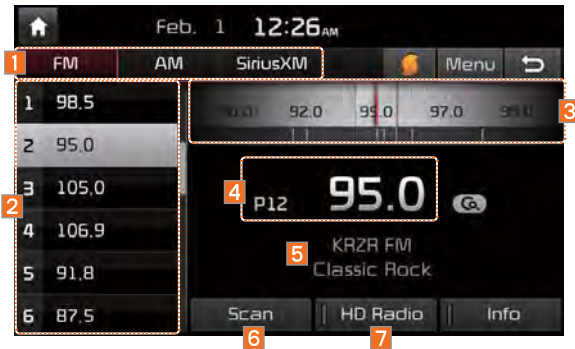 Feb. 1 12:26 AM
1 FM AM SiriusXM Menu
1 98.5
2 95.0
3 105.0
4 106.9
5 91.8
6 87.5
2
92.0 95.0 97.0
3
4 P12 95.0
5 KRZR FM
Classic Rock
Scan HD Radio Info
6 7